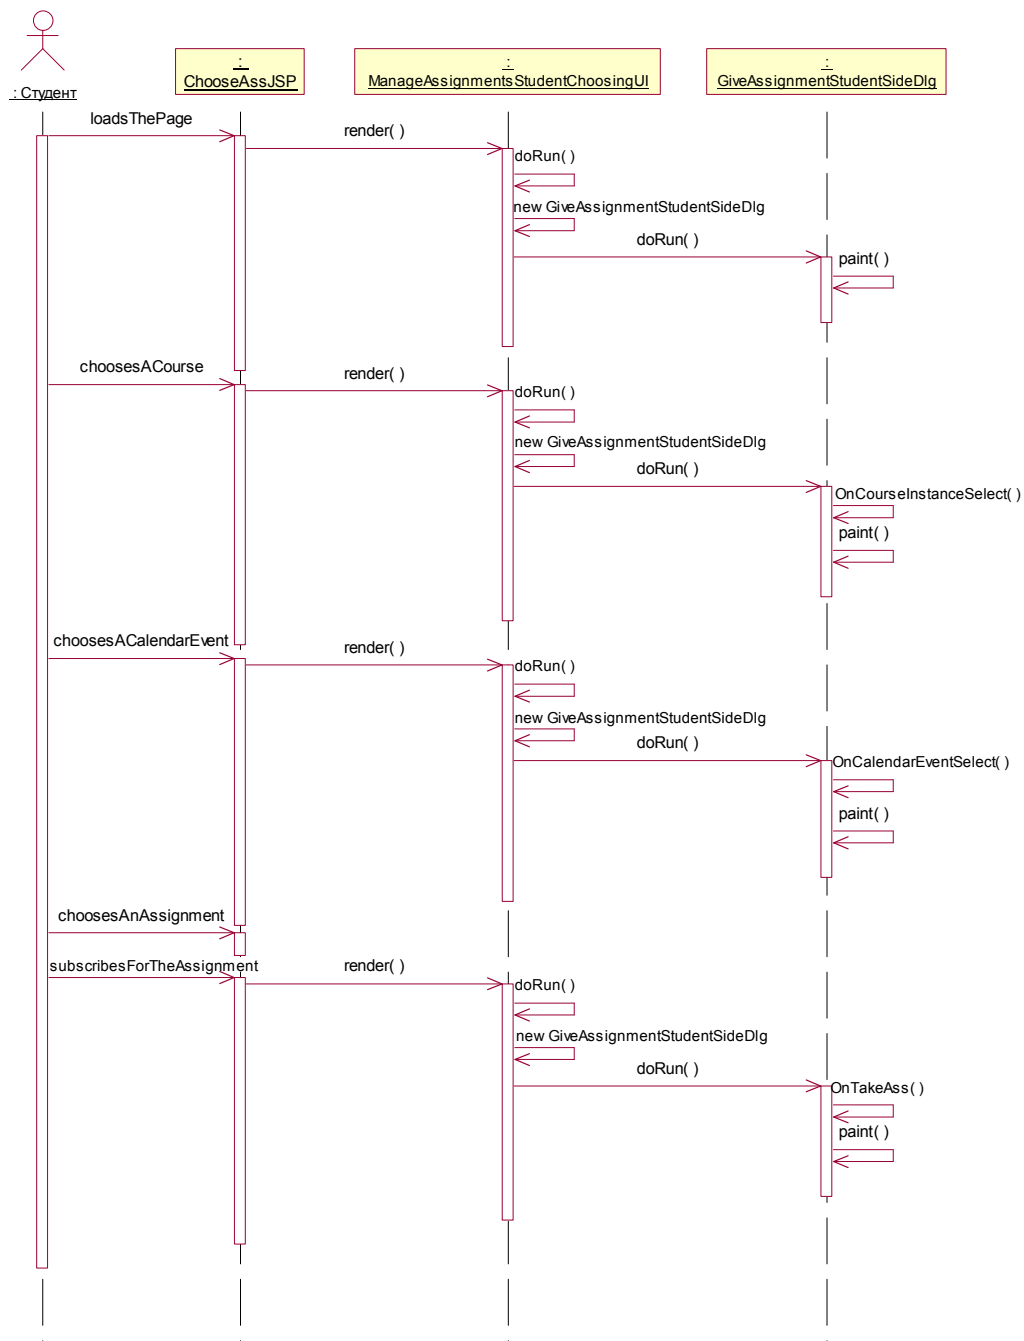 : Студент
:
ChooseAssJSP
:
ManageAssignmentsStudentChoosingUI
:
GiveAssignmentStudentSideDlg
loadsThePage
render( )
doRun( )
new GiveAssignmentStudentSideDlg
doRun( )
paint( )
choosesACourse
render( )
doRun( )
new GiveAssignmentStudentSideDlg
doRun( )
OnCourseInstanceSelect( )
paint( )
choosesACalendarEvent
render( )
doRun( )
new GiveAssignmentStudentSideDlg
doRun( )
OnCalendarEventSelect( )
paint( )
choosesAnAssignment
subscribesForTheAssignment
render( )
doRun( )
new GiveAssignmentStudentSideDlg
doRun( )
OnTakeAss( )
paint( )